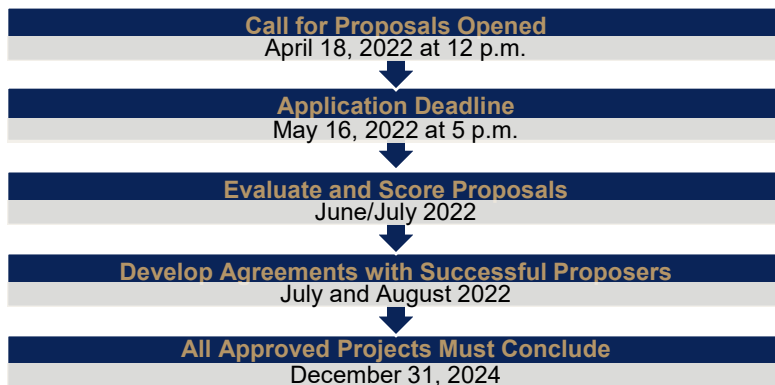 Call for Proposals Opened
April 18, 2022 at 12 p.m.
Application Deadline
May 16, 2022 at 5 p.m.
Evaluate and Score Proposals
June/July 2022
Develop Agreements with Successful Proposers
July and August 2022
All Approved Projects Must Conclude
December 31, 2024